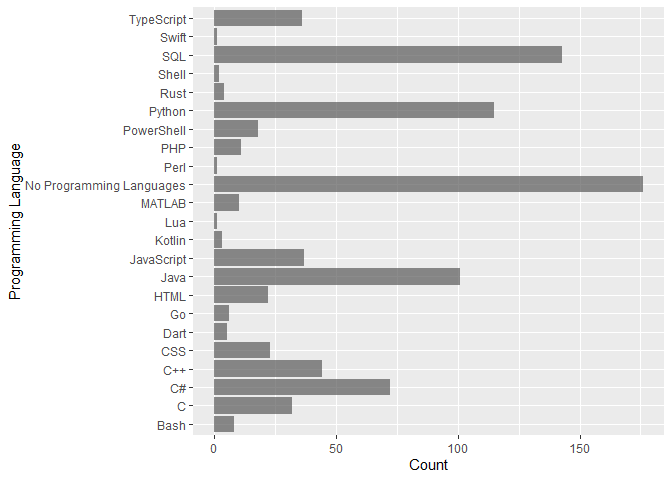 Programming Language
TypeScript
Swift
SQL
Shell
Rust
Python
PowerShell
PHP
Perl
No Programming Languages
MATLAB
Lua
Kotlin
JavaScript
Java
HTML
Go
Dart
CSS
C++
C#
C
Bash
0 50 100 150
Count